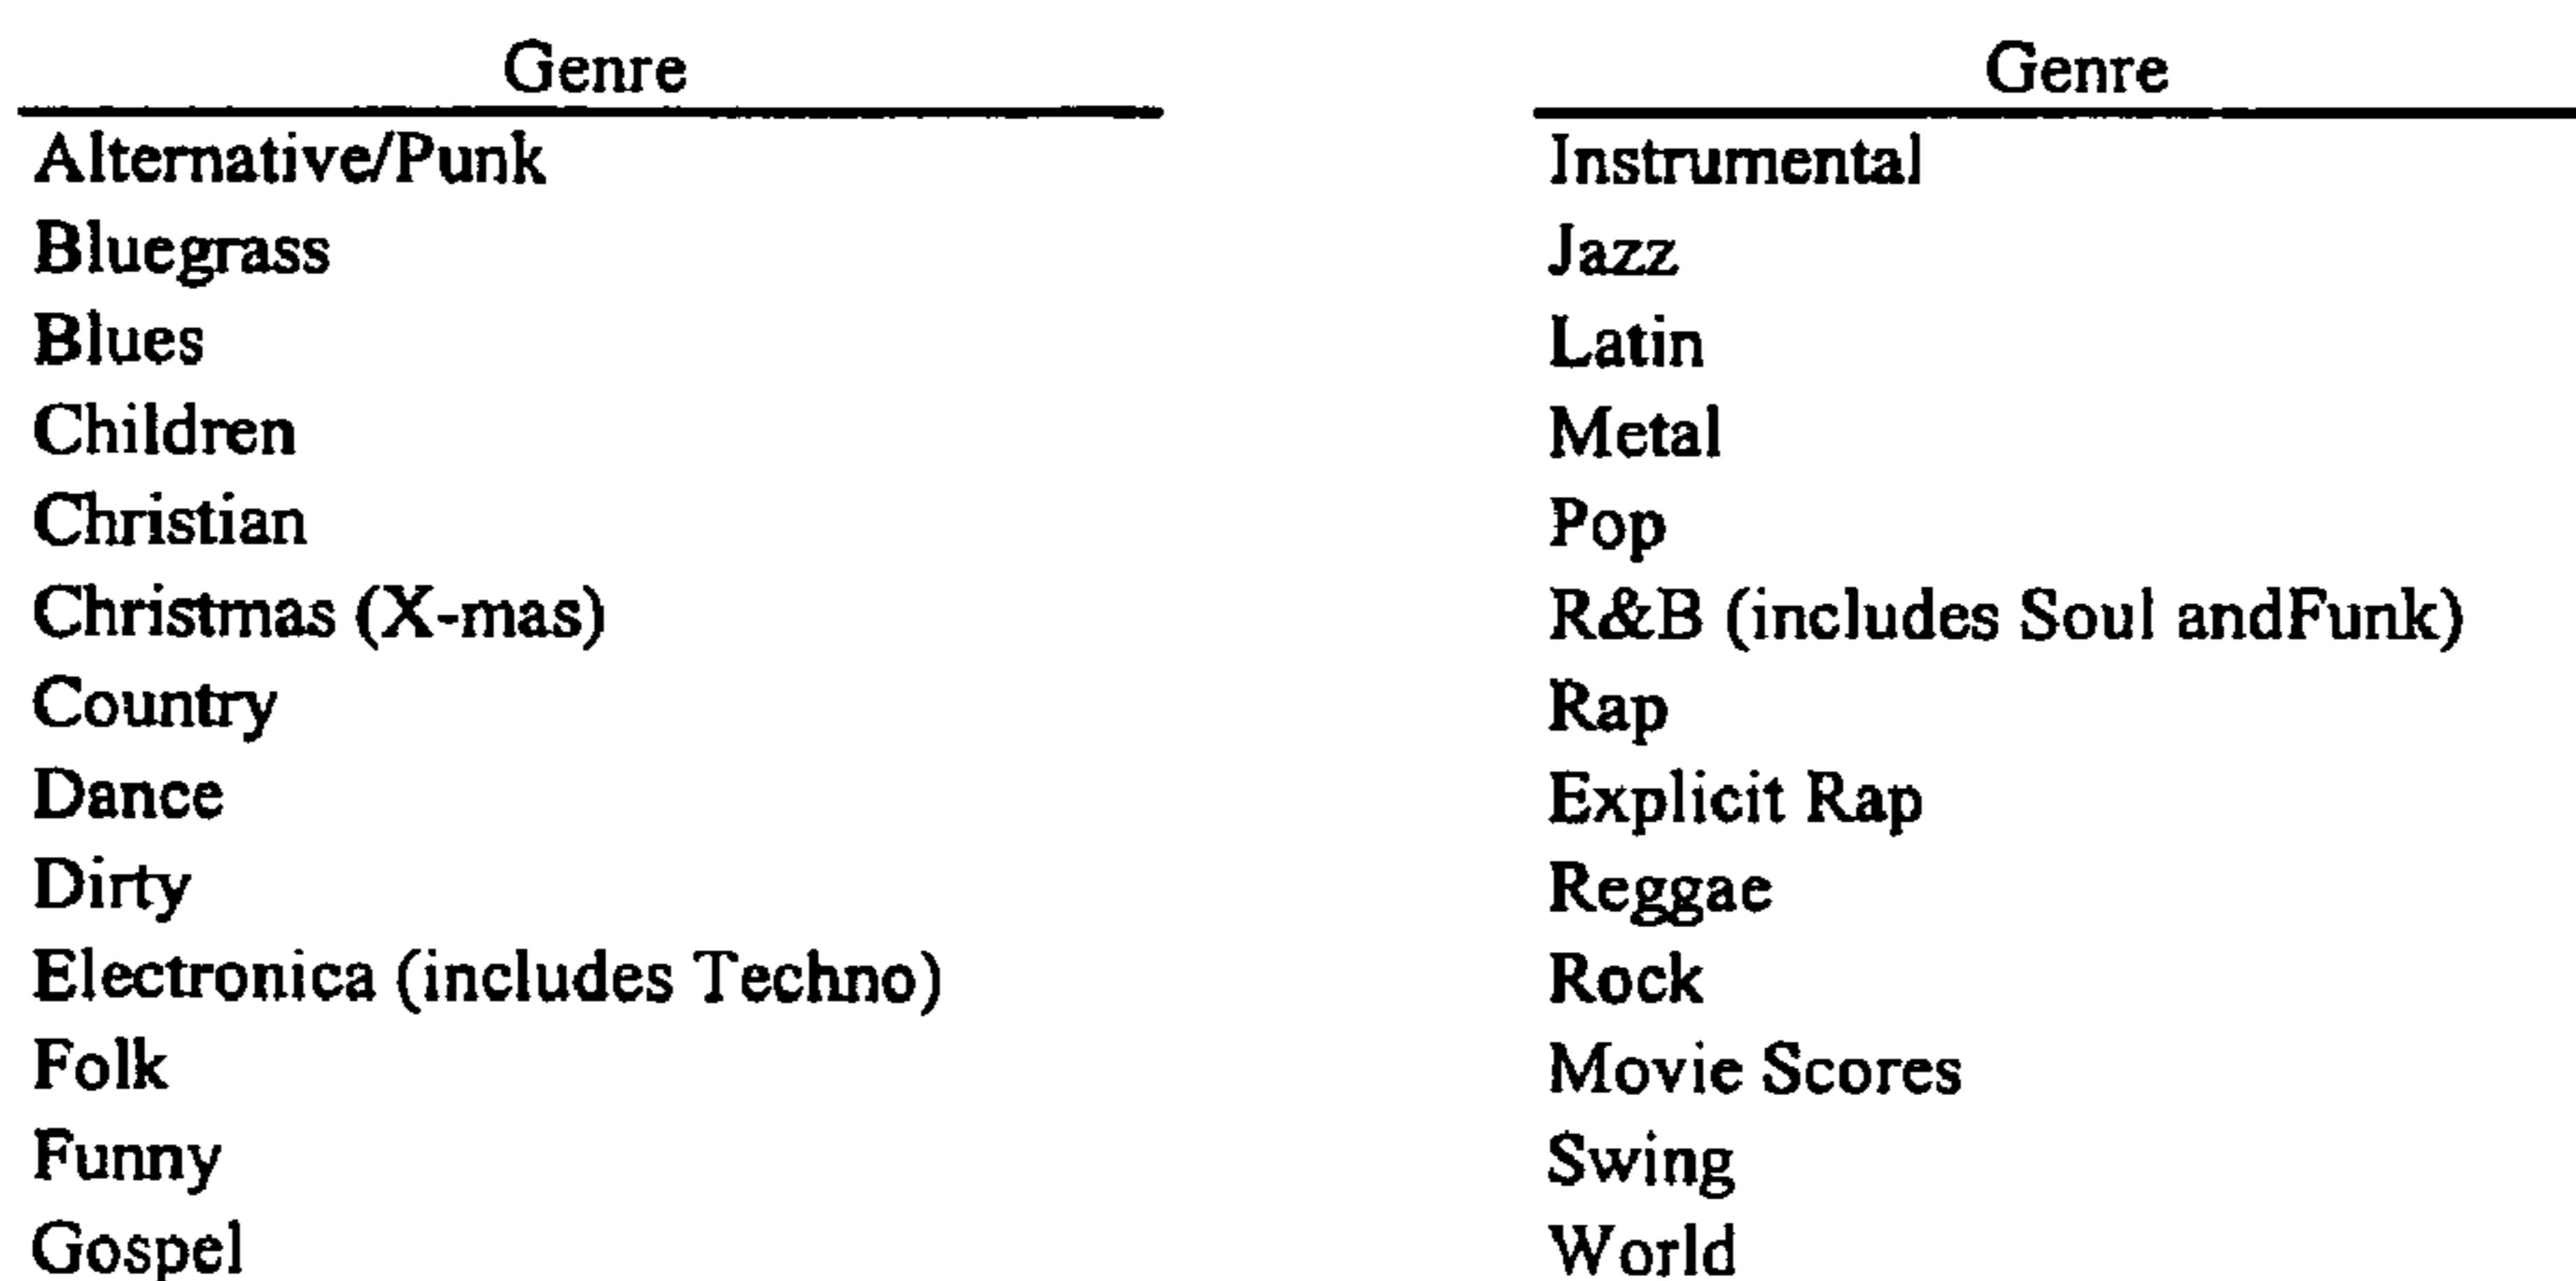 Genre
Alternative/Punk
Bluegrass
Blues
Children
Christian
Christmas (X-mas)
Country
Dance
Dirty
Electronica (includes Techno)
Folk
Funny
Gospel
Genre
Instrumental
Jazz
Latin
Metal
Pop
R&B (includes Soul andFunk)
Rap
Explicit Rap
Reggae
Rock
Movie Scores
Swing
World